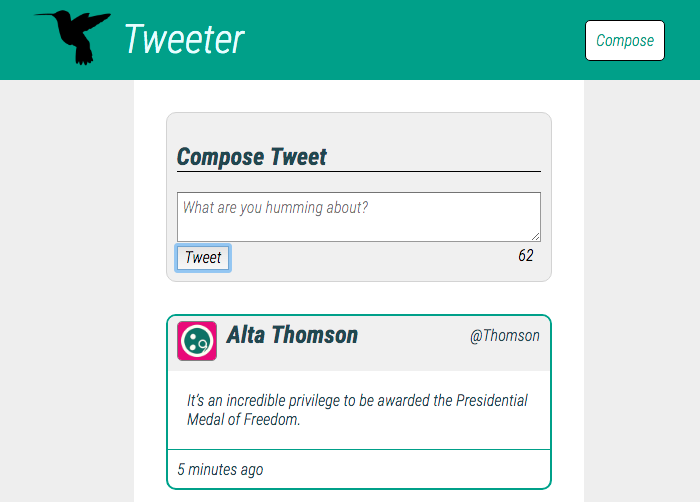 Tweeter
Compose
Compose Tweet
What are you humming about?
Tweet
62
Alta Thomson
@Thomson
It's an incredible privilege to be awarded the Presidential
Medal of Freedom.
5 minutes ago